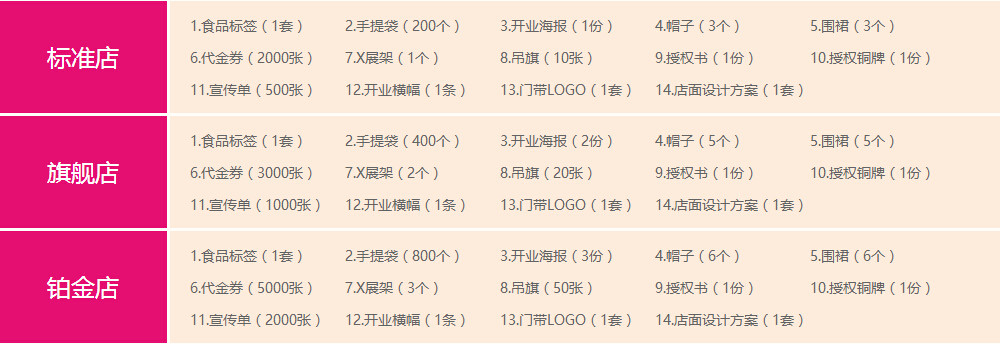 标准店
1.食品标签（1套） 2.手提袋（200个） 3.开业海报（1份） 4.帽子（3个） 5.围裙（3个）
6.代金券（2000张） 7.X展架（1个） 8.吊旗（10张） 9.授权书（1份） 10.授权铜牌（1份）
11.宣传单（500张） 12.开业横幅（1条） 13.门带LOGO（1套） 14.店面设计方案（1套）
旗舰店
1.食品标签（1套） 2.手提袋（400个） 3.开业海报（2份） 4.帽子（5个） 5.围裙（5个）
6.代金券（3000张） 7.X展架（2个） 8.吊旗（20张） 9.授权书（1份） 10.授权铜牌（1份）
11.宣传单（1000张） 12.开业横幅（1条） 13.门带LOGO（1套） 14.店面设计方案（1套）
铂金店
1.食品标签（1套） 2.手提袋（800个） 3.开业海报（3份） 4.帽子（6个） 5.围裙（6个）
6.代金券（5000张） 7.X展架（3个） 8.吊旗（50张） 9.授权书（1份） 10.授权铜牌（1份）
11.宣传单（2000张） 12.开业横幅（1条） 13.门带LOGO（1套） 14.店面设计方案（1套）